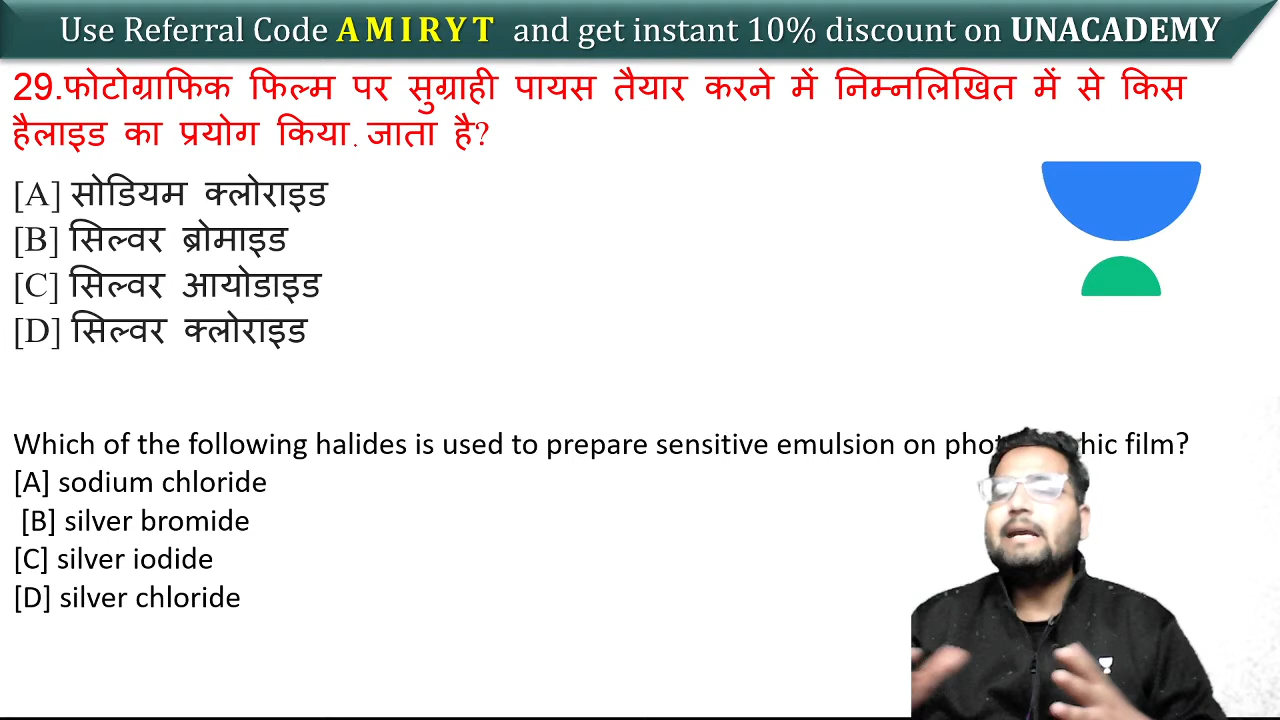 Use Referral Code AMIRYT and get instant 10% discount on UNACADEMY
29.फोटोग्राफिक फिल्म पर सुग्राही पायस तैयार करने में निम्नलिखित में से किस
हैलाइड का प्रयोग किया. जाता है?
[A] सोडियम क्लोराइड
[B] सिल्वर ब्रोमाइड
[C] सिल्वर आयोडाइड
[D] सिल्वर क्लोराइड
Which of the following halides is used to prepare sensitive emulsion on film?
[A] sodium chloride
[B] silver bromide
[C] silver iodide
[D] silver chloride